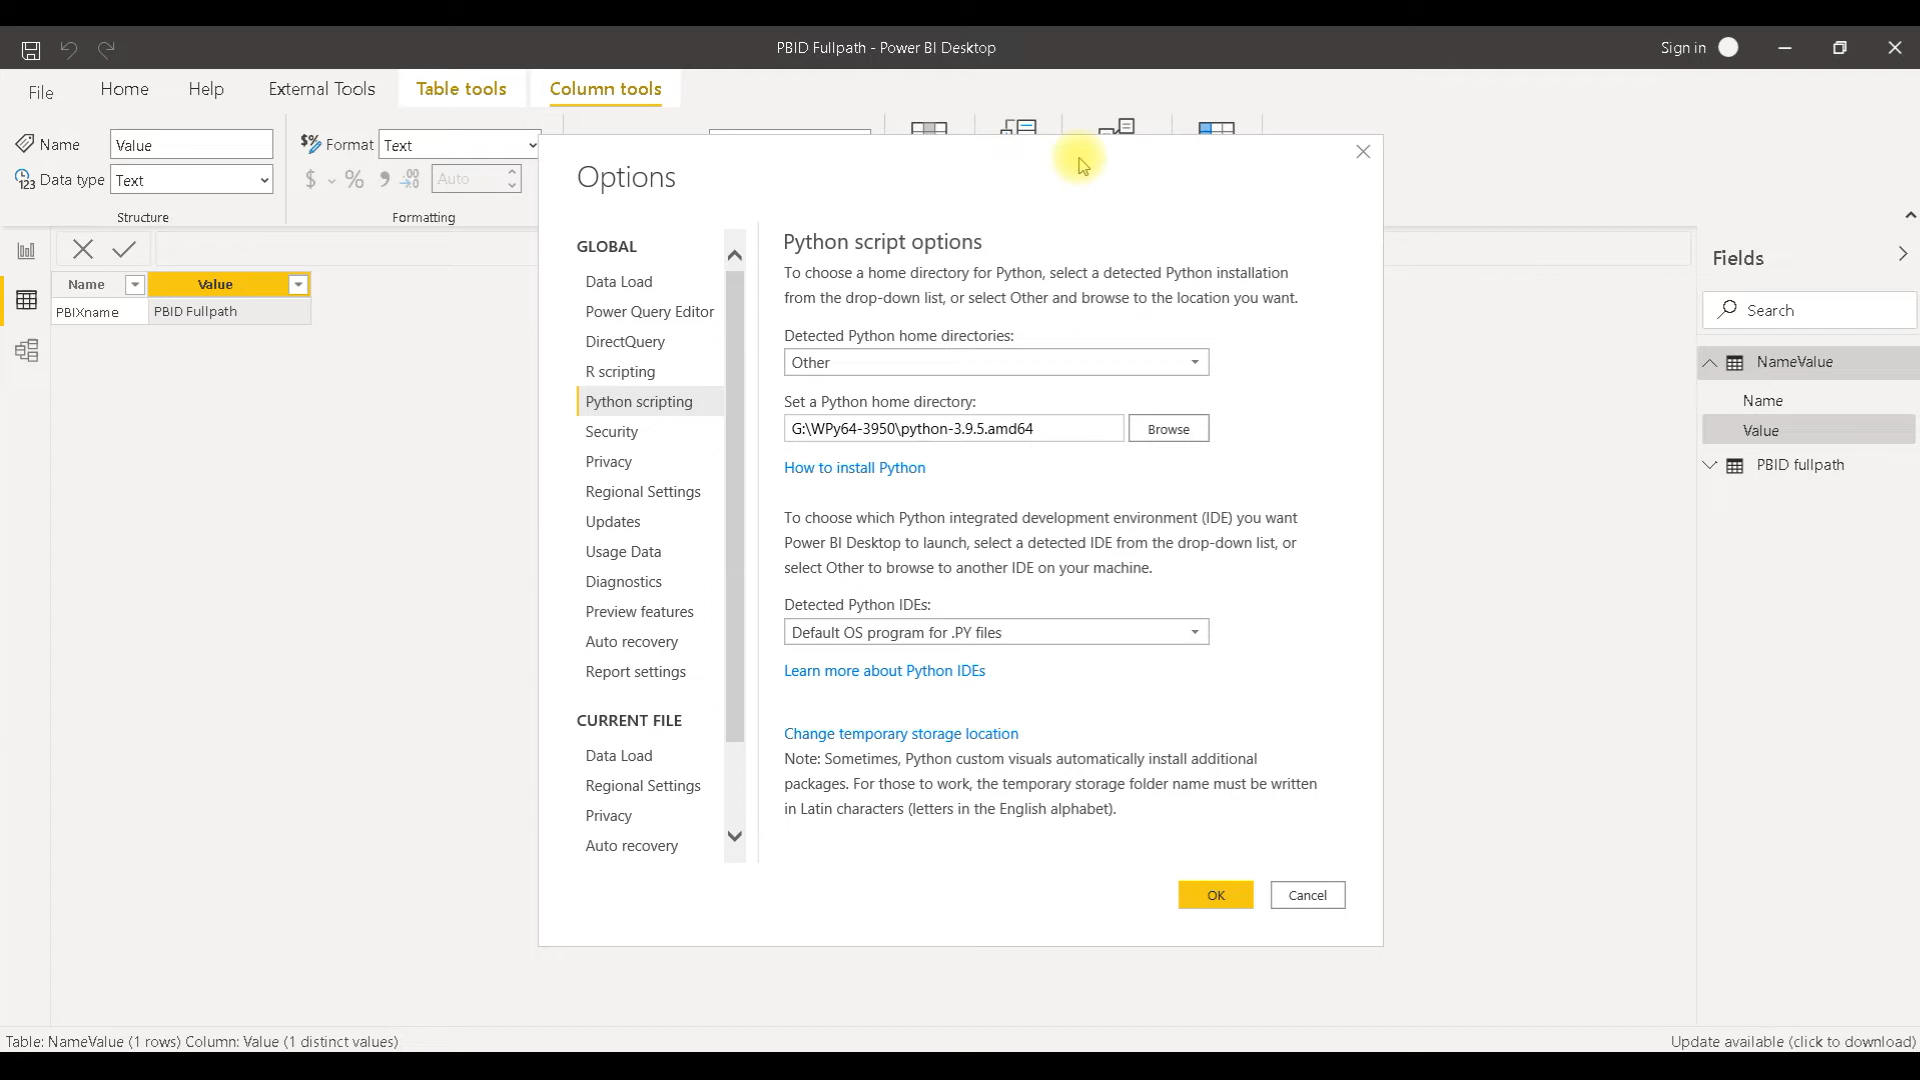 PBID Fullpath - Power BI Desktop
Sign in
File
Home
Help
External Tools
Table tools
Column tools
Name
Value
Format
Text
Data type
Text
$
%
Auto
Structure
Formatting
Name
Value
PBIXname
PBID Fullpath
Options
GLOBAL
Data Load
Power Query Editor
DirectQuery
R scripting
Python scripting
Security
Privacy
Regional Settings
Updates
Usage Data
Diagnostics
Preview features
Auto recovery
Report settings
CURRENT FILE
Data Load
Regional Settings
Privacy
Auto recovery
Python script options
To choose a home directory for Python, select a detected Python installation
from the drop-down list, or select Other and browse to the location you want.
Detected Python home directories:
Other
Set a Python home directory:
G:\WPy64-3950\python-3.9.5.amd64
Browse
How to install Python
To choose which Python integrated development environment (IDE) you want
Power BI Desktop to launch, select a detected IDE from the drop-down list, or
select Other to browse to another IDE on your machine.
Detected Python IDEs:
Default OS program for .PY files
Learn more about Python IDEs
Change temporary storage location
Note: Sometimes, Python custom visuals automatically install additional
packages. For those to work, the temporary storage folder name must be written
in Latin characters (letters in the English alphabet).
OK
Cancel
Fields
Search
NameValue
Name
Value
PBID fullpath
Table: NameValue (1 rows) Column: Value (1 distinct values)
Update available (click to download)